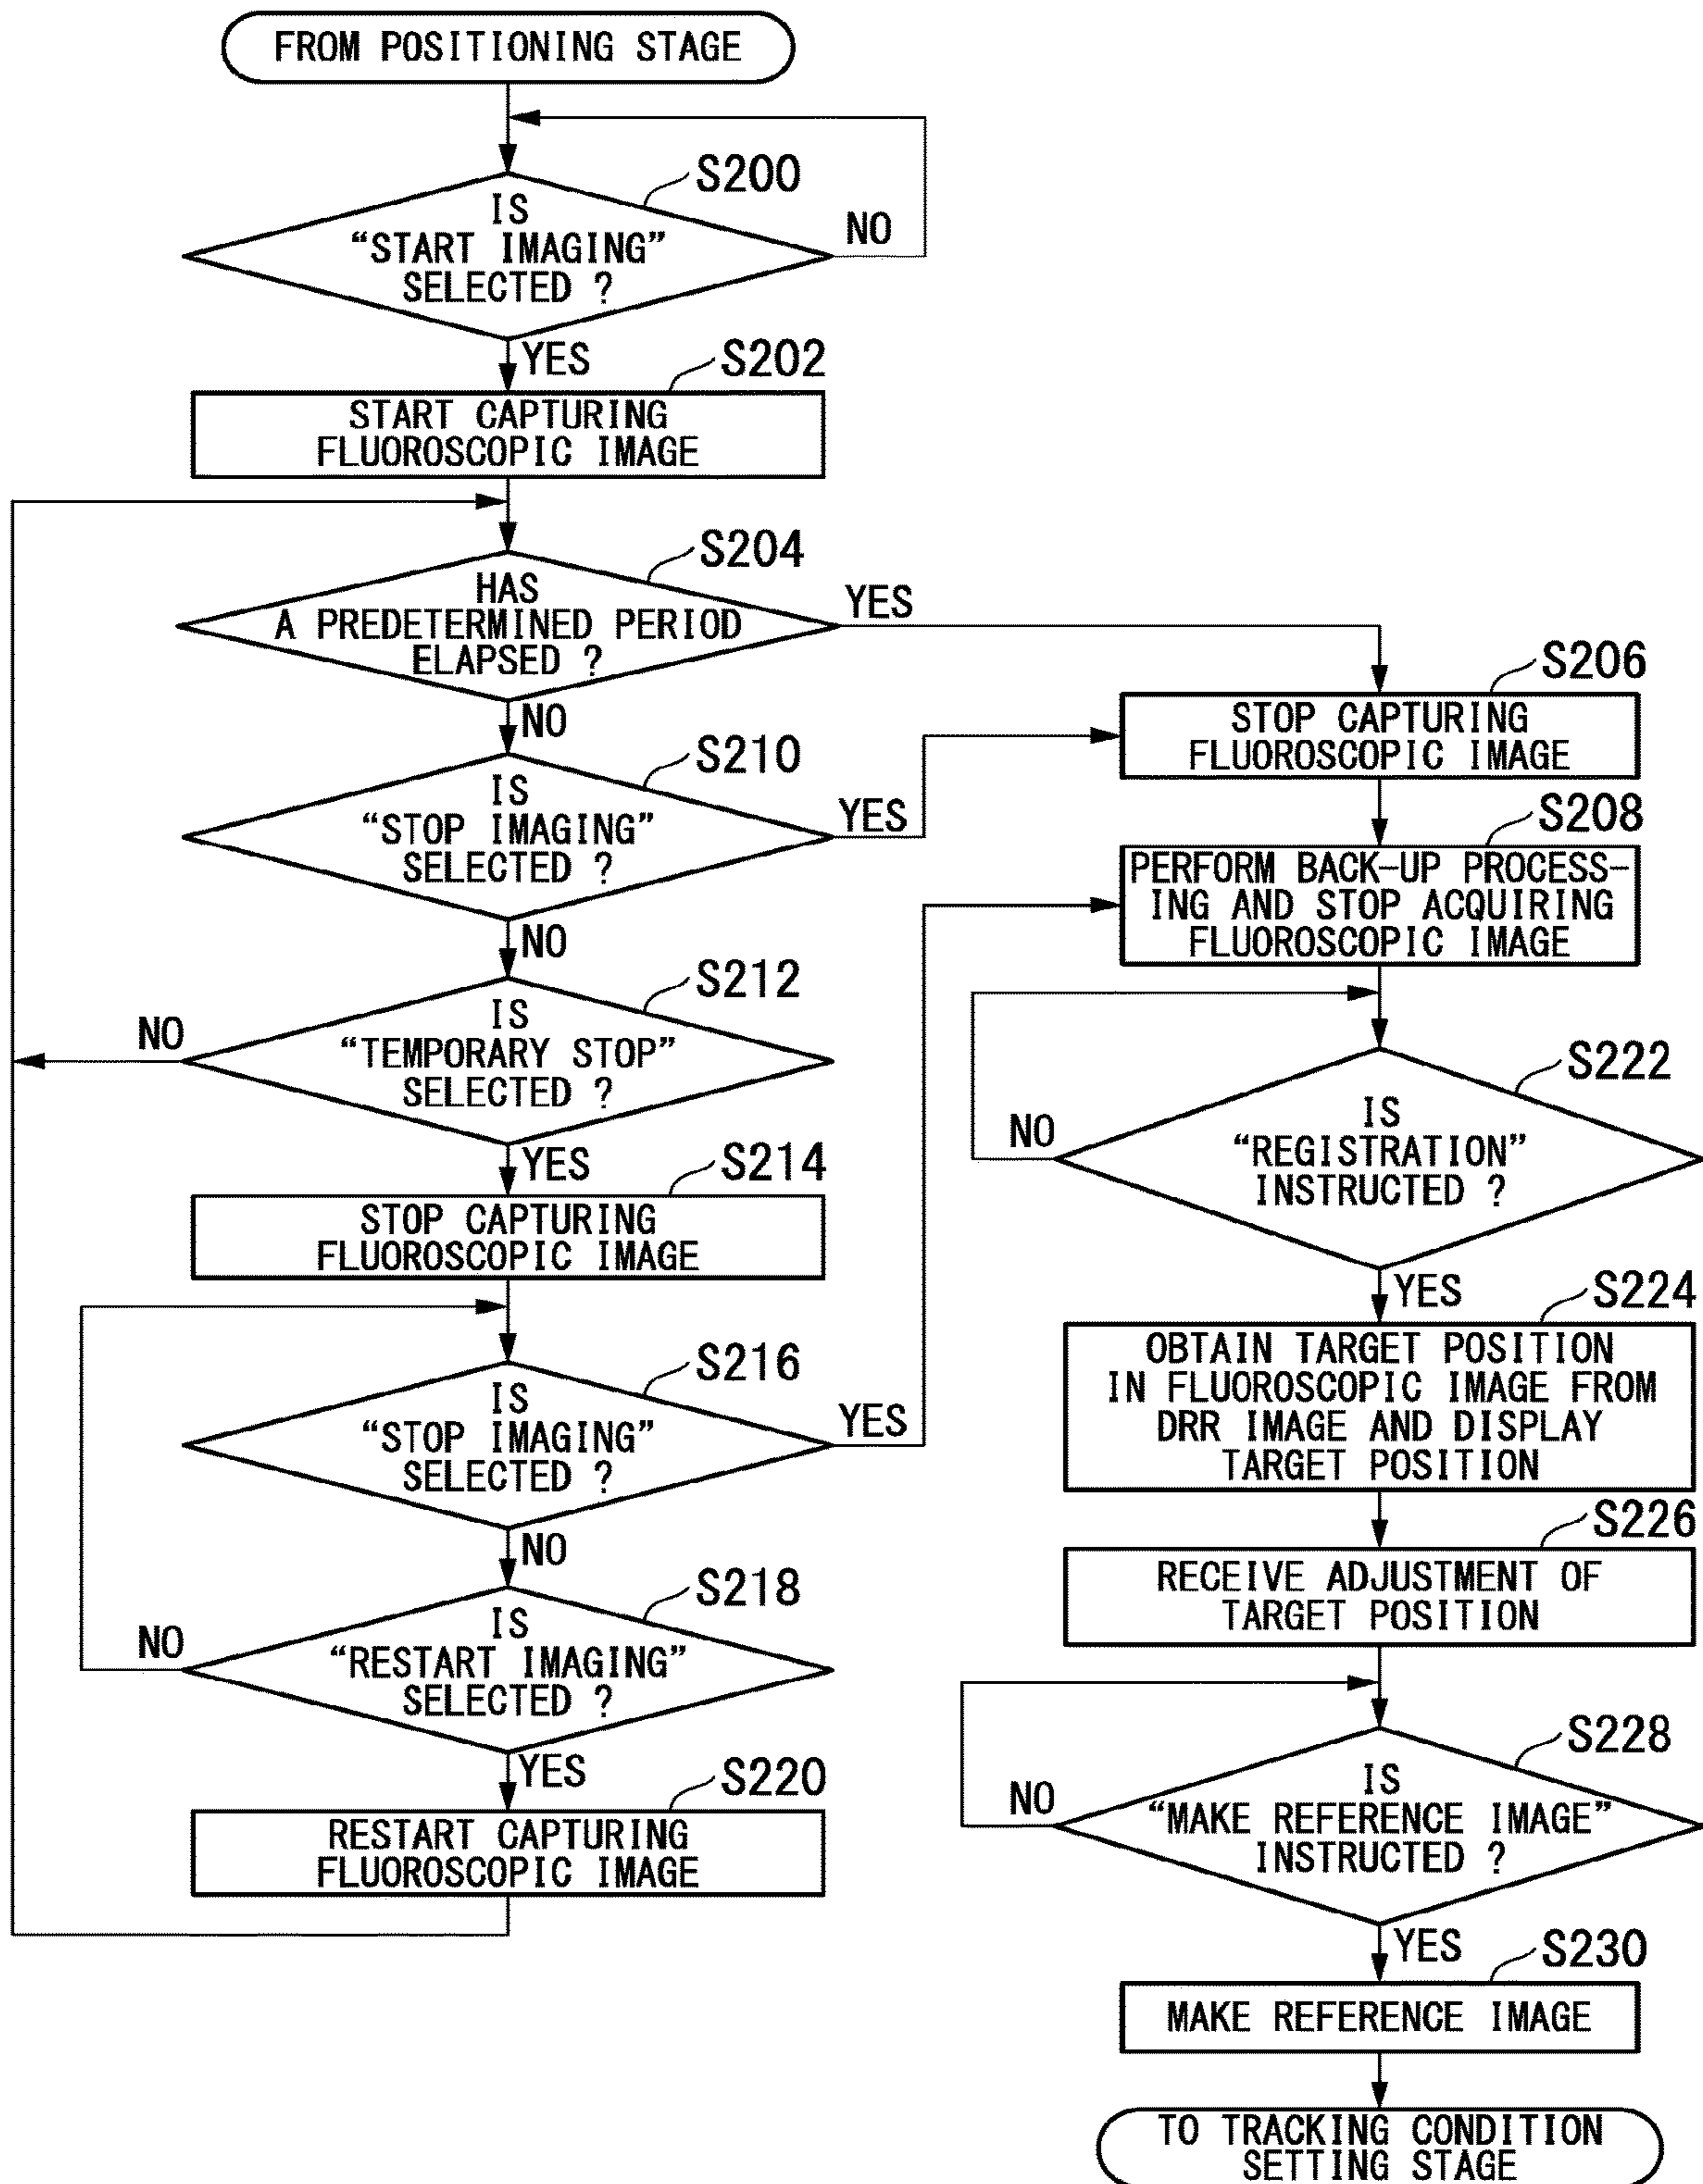 FROM POSITIONING STAGE
S200
IS
“START IMAGING”
SELECTED ?
NO
YES
S202
START CAPTURING
FLUOROSCOPIC IMAGE
S204
HAS
A PREDETERMINED PERIOD
ELAPSED ?
YES
NO
S206
STOP CAPTURING
FLUOROSCOPIC IMAGE
S210
IS
“STOP IMAGING”
SELECTED ?
YES
NO
S208
PERFORM BACK-UP PROCESS-
ING AND STOP ACQUIRING
FLUOROSCOPIC IMAGE
S212
IS
“TEMPORARY STOP”
SELECTED ?
NO
YES
S214
STOP CAPTURING
FLUOROSCOPIC IMAGE
S216
IS
“STOP IMAGING”
SELECTED ?
YES
NO
S218
IS
“RESTART IMAGING”
SELECTED ?
NO
YES
S220
RESTART CAPTURING
FLUOROSCOPIC IMAGE
S222
IS
“REGISTRATION”
INSTRUCTED ?
NO
YES
S224
OBTAIN TARGET POSITION
IN FLUOROSCOPIC IMAGE FROM
DRR IMAGE AND DISPLAY
TARGET POSITION
S226
RECEIVE ADJUSTMENT OF
TARGET POSITION
S228
IS
“MAKE REFERENCE IMAGE”
INSTRUCTED ?
NO
YES
S230
MAKE REFERENCE IMAGE
TO TRACKING CONDITION
SETTING STAGE